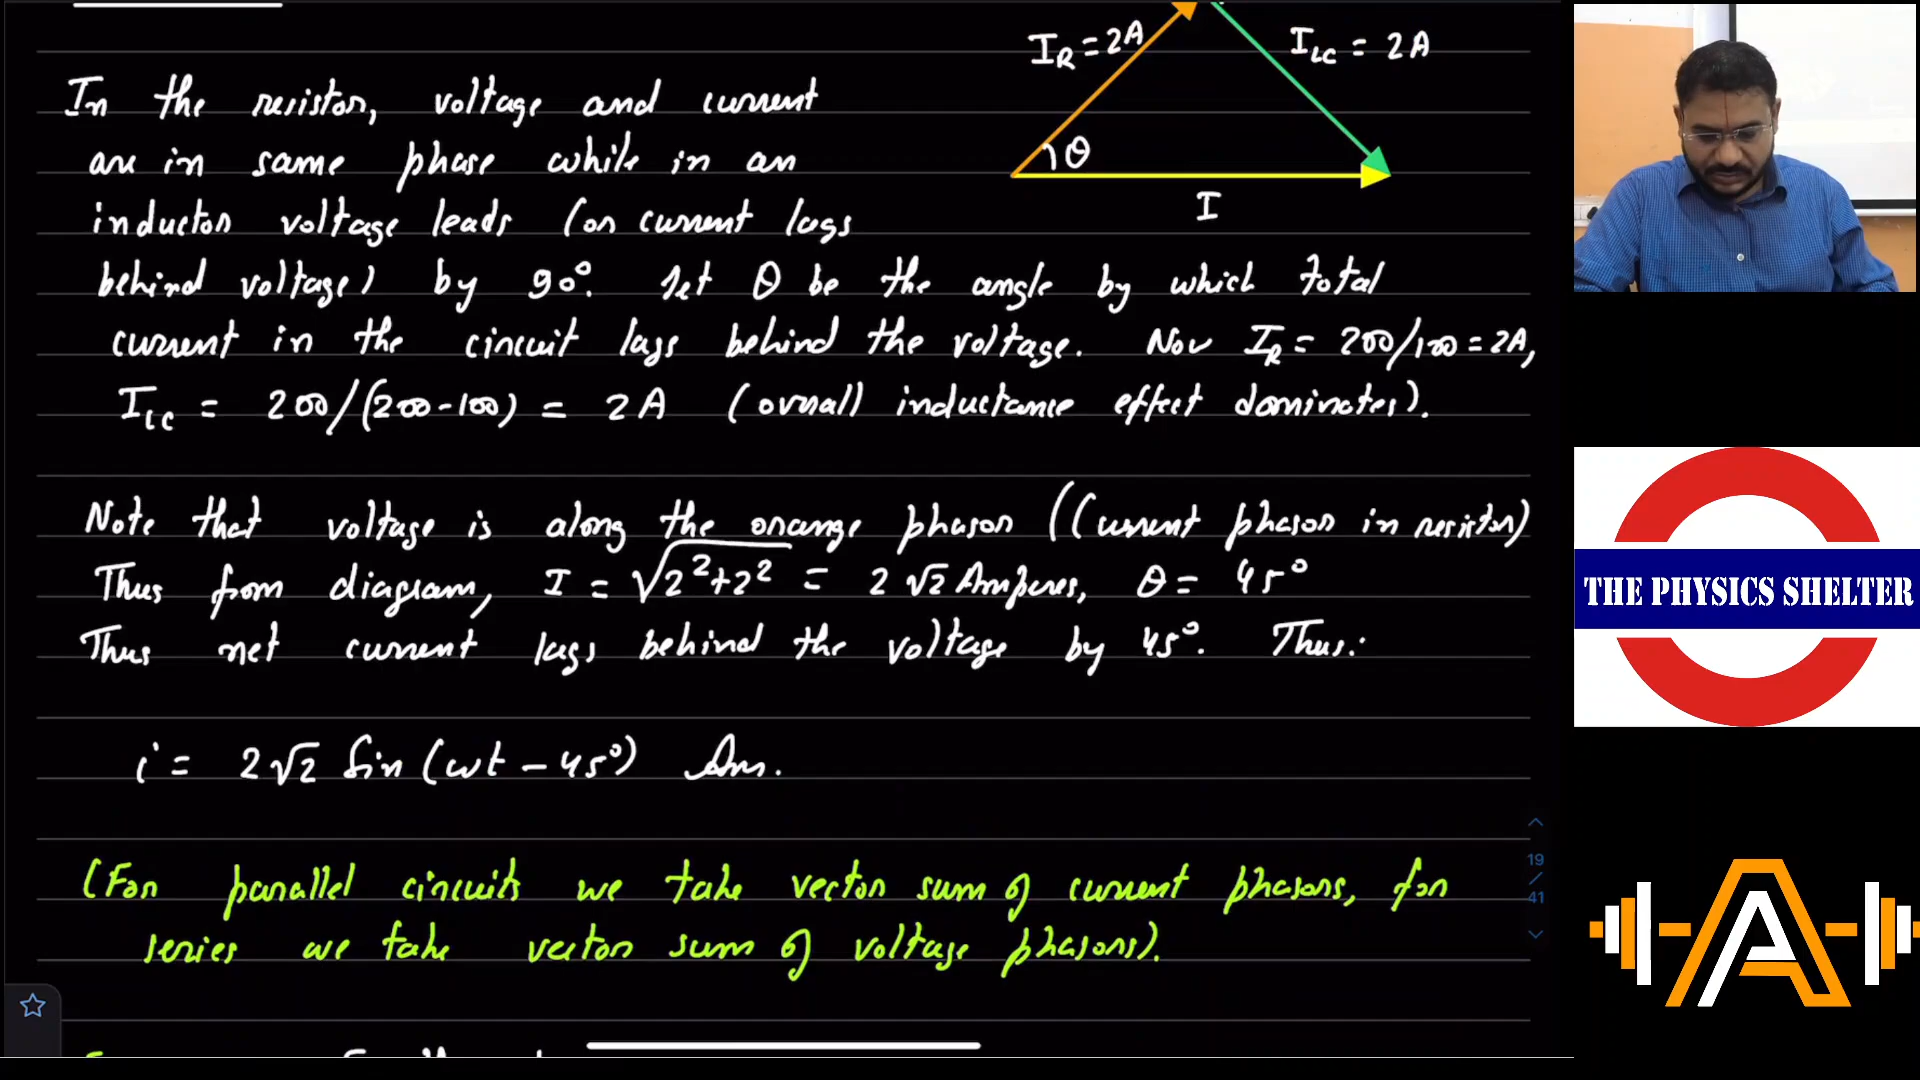 I_R = 2A
I_LC = 2A
θ
I
In the resistor, voltage and current
are in same phase while in an
inductor voltage leads (or current lags
behind voltage) by 90°. Let θ be the angle by which total
current in the circuit lags behind the voltage. Now I_R = 200/100 = 2A,
I_LC = 200/(200-100) = 2A (overall inductance effect dominates).
Note that voltage is along the orange phasor (Current phasor in resistor)
Thus from diagram, I = √2²+2² = 2√2 Amperes, θ = 45°
Thus net current lags behind the voltage by 45°. Thus:
i = 2√2 Sin(ωt - 45°) Ans.
(For parallel circuits we take vector sum of current phasors, for
series we take vector sum of voltage phasors).
19
/
41
THE PHYSICS SHELTER